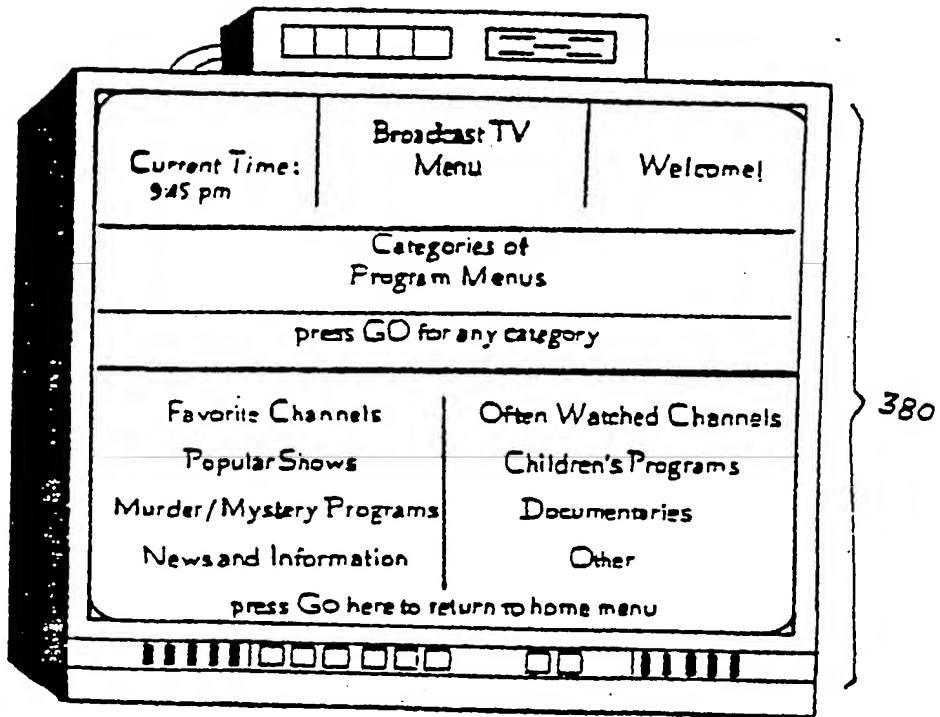 Current Time:
9:45 pm
Broadcast TV
Menu
Welcome!
Categories of
Program Menus
press GO for any category
Favorite Channels
Popular Shows
Murder/Mystery Programs
News and Information
Often Watched Channels
Children's Programs
Documentaries
Other
press Go here to return to home menu
380